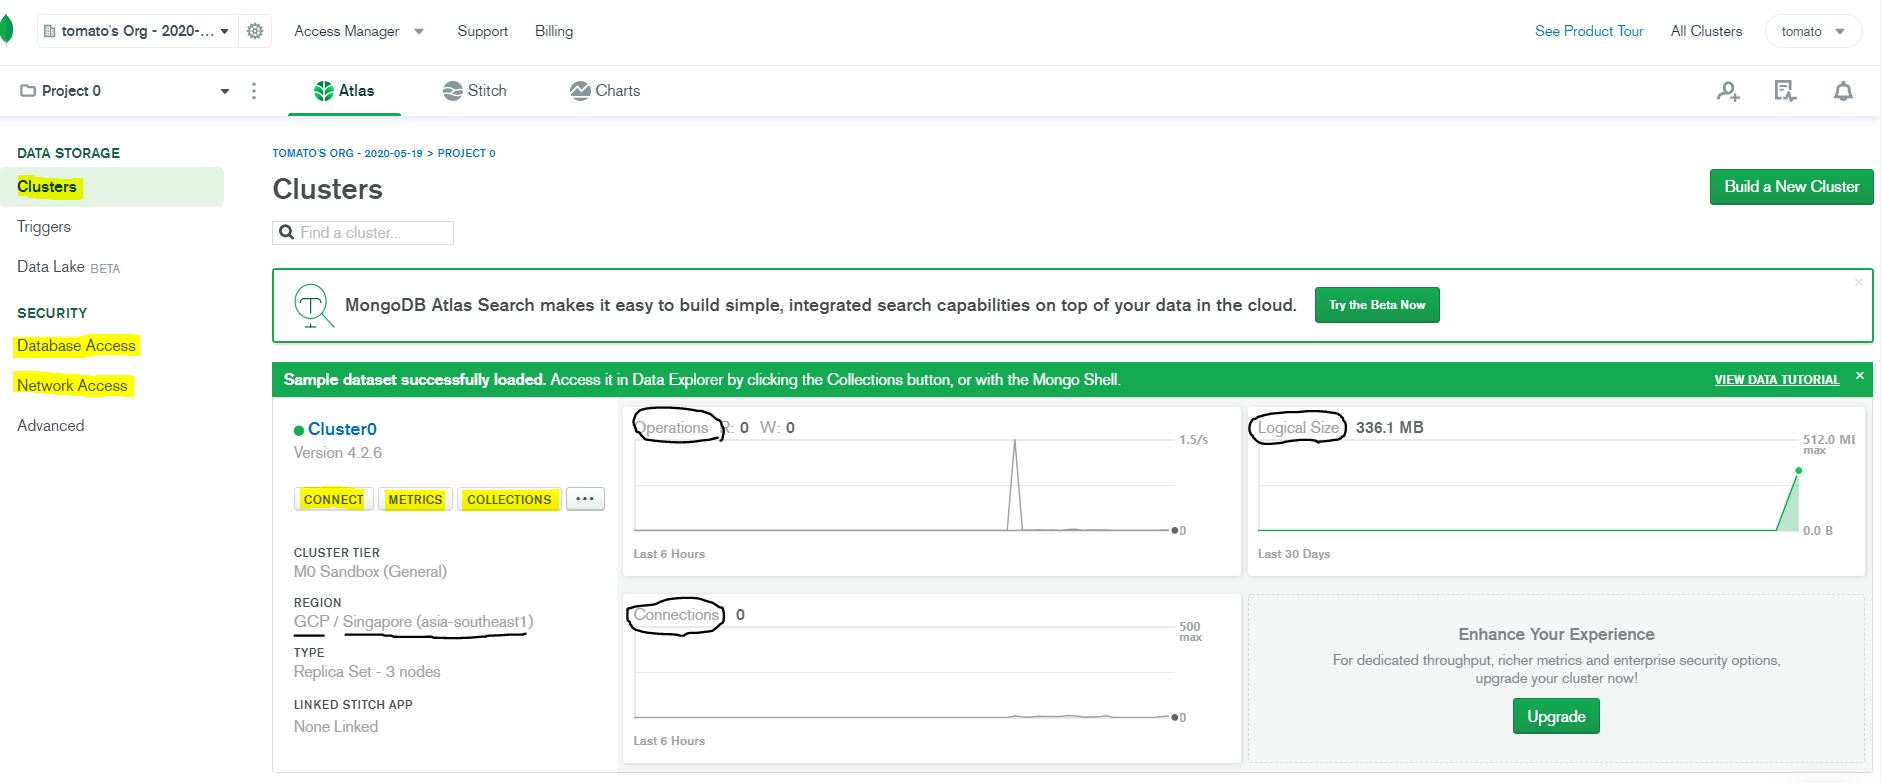 tomato's Org - 2020-...
Access Manager
Support
Billing
See Product Tour
All Clusters
tomato
Project 0
Atlas
Stitch
Charts
DATA STORAGE
Clusters
Triggers
Data Lake BETA
SECURITY
Database Access
Network Access
Advanced
TOMATO'S ORG - 2020-05-19 > PROJECT 0
Clusters
Build a New Cluster
Find a cluster...
MongoDB Atlas Search makes it easy to build simple, integrated search capabilities on top of your data in the cloud.
Try the Beta Now
Sample dataset successfully loaded. Access it in Data Explorer by clicking the Collections button, or with the Mongo Shell.
VIEW DATA TUTORIAL
Cluster0
Version 4.2.6
CONNECT
METRICS
COLLECTIONS
CLUSTER TIER
M0 Sandbox (General)
REGION
GCP / Singapore (asia-southeast1)
TYPE
Replica Set - 3 nodes
LINKED STITCH APP
None Linked
Operations R: 0 W: 0
1.5/s
0
Last 6 Hours
Logical Size 336.1 MB
512.0 MB
max
0.0 B
Last 30 Days
Connections 0
500
max
0
Last 6 Hours
Enhance Your Experience
For dedicated throughput, richer metrics and enterprise security options,
upgrade your cluster now!
Upgrade